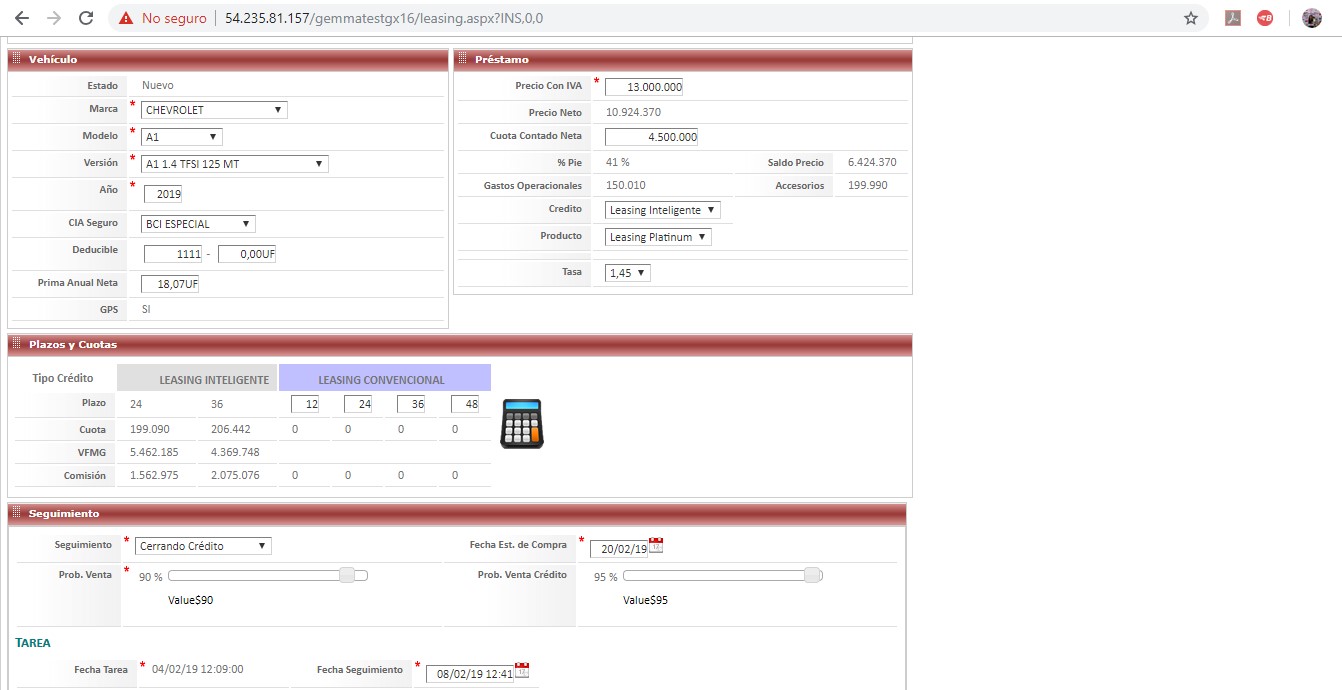 No seguro | 54.235.81.157/gemmatestgx16/leasing.aspx?INS,0,0
Vehículo
Estado Nuevo
Marca * CHEVROLET
Modelo * A1
Versión * A1 1.4 TFSI 125 MT
Año * 2019
CIA Seguro BCI ESPECIAL
Deducible 1111 - 0,00UF
Prima Anual Neta 18,07UF
GPS SI
Préstamo
Precio Con IVA * 13.000.000
Precio Neto 10.924.370
Cuota Contado Neta 4.500.000
% Pie 41 % Saldo Precio 6.424.370
Gastos Operacionales 150.010 Accesorios 199.990
Credito Leasing Inteligente
Producto Leasing Platinum
Tasa 1,45
Plazos y Cuotas
Tipo Crédito LEASING INTELIGENTE LEASING CONVENCIONAL
Plazo 24 36 12 24 36 48
Cuota 199.090 206.442 0 0 0 0
VFMG 5.462.185 4.369.748
Comisión 1.562.975 2.075.076 0 0 0 0
Seguimiento
Seguimiento * Cerrando Crédito Fecha Est. de Compra * 20/02/19
Prob. Venta * 90 % Prob. Venta Crédito 95 %
Value$90 Value$95
TAREA
Fecha Tarea * 04/02/19 12:09:00 Fecha Seguimiento * 08/02/19 12:41